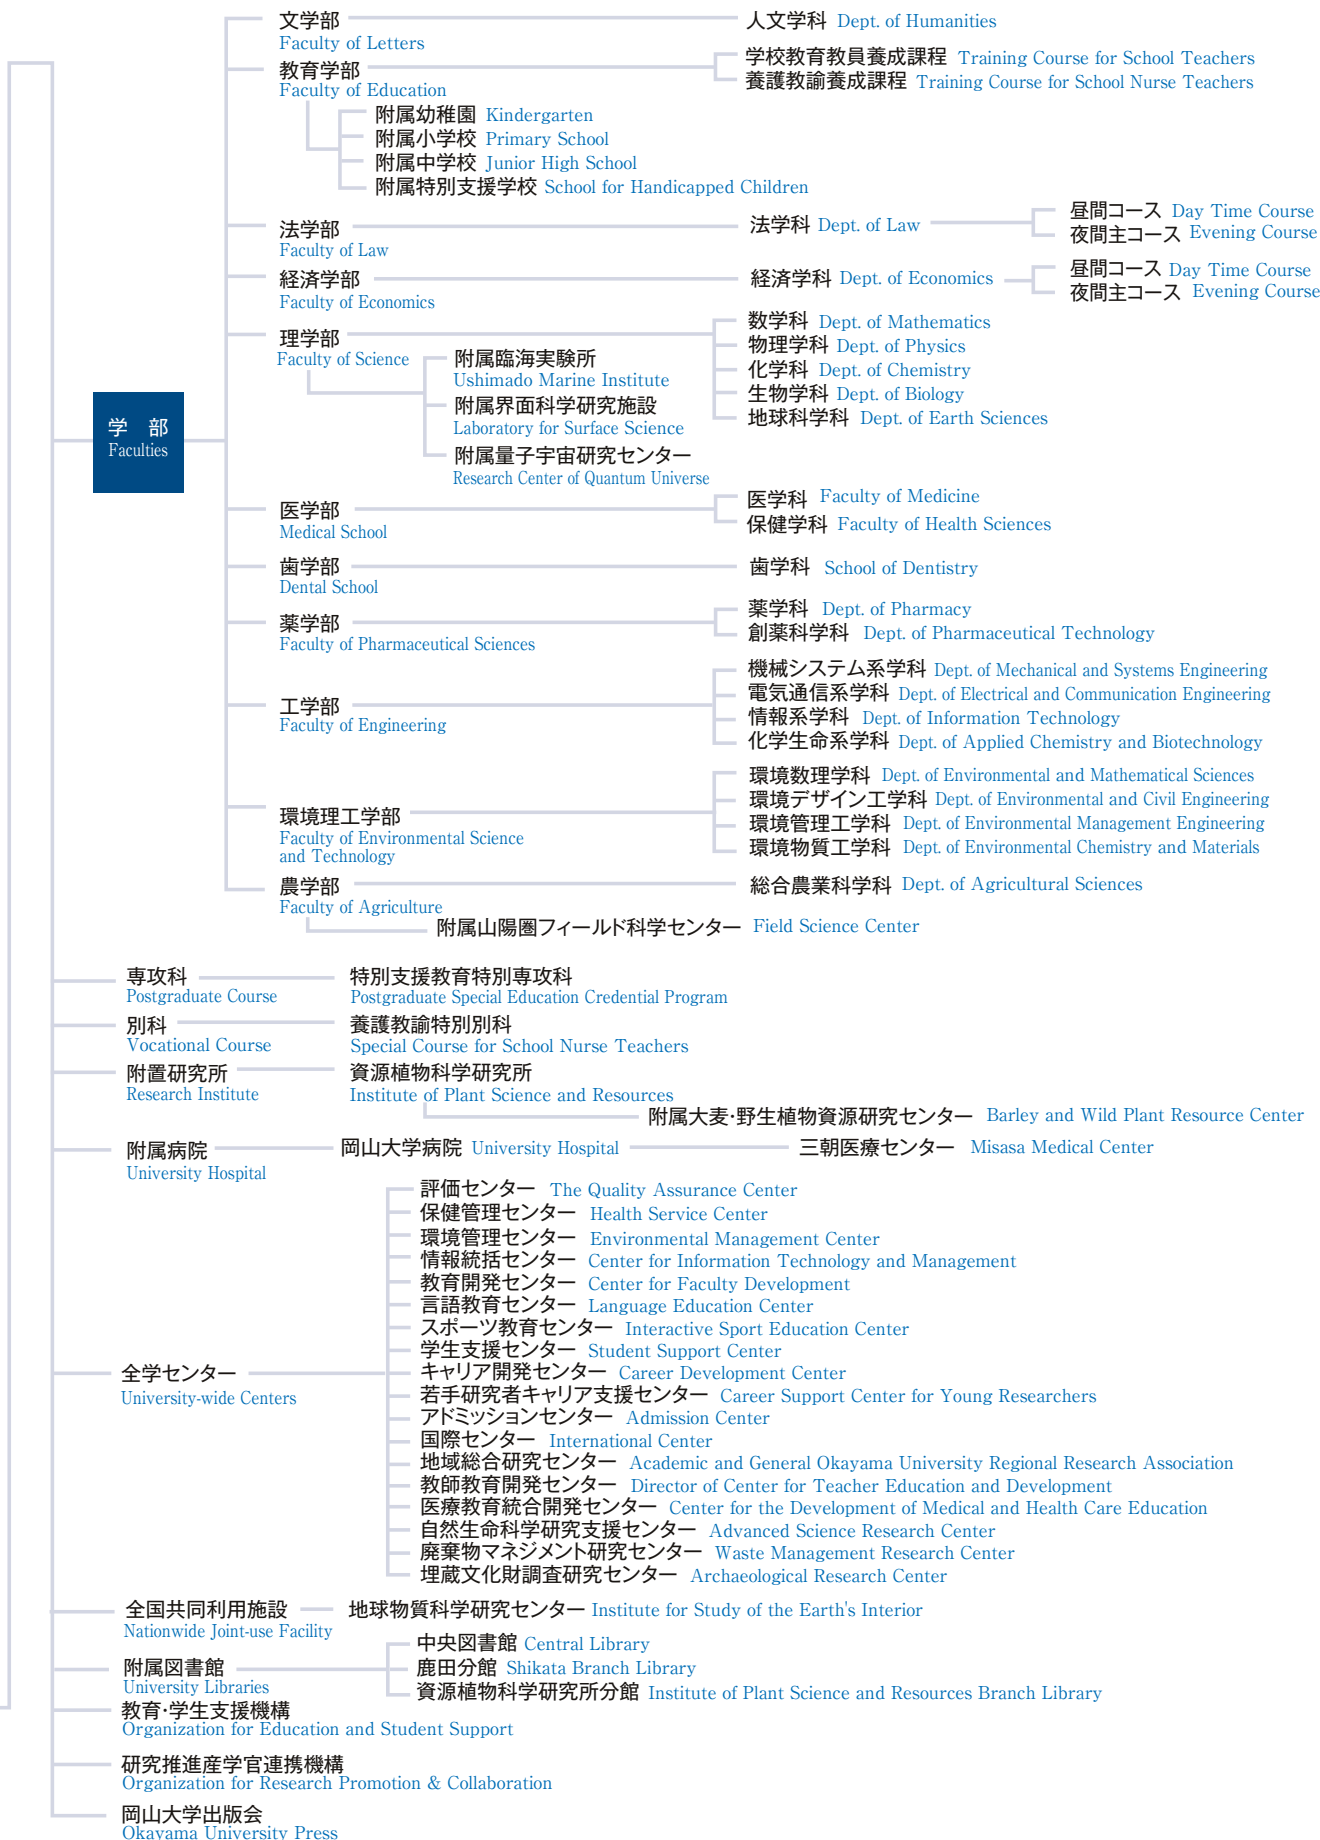 文学部
Faculty of Letters
人文学科 Dept. of Humanities
教育学部
Faculty of Education
学校教育教員養成課程 Training Course for School Teachers
養護教諭養成課程 Training Course for School Nurse Teachers
附属幼稚園 Kindergarten
附属小学校 Primary School
附属中学校 Junior High School
附属特別支援学校 School for Handicapped Children
法学部
Faculty of Law
法学科 Dept. of Law
昼間コース Day Time Course
夜間主コース Evening Course
経済学部
Faculty of Economics
経済学科 Dept. of Economics
昼間コース Day Time Course
夜間主コース Evening Course
理学部
Faculty of Science
数学科 Dept. of Mathematics
物理学科 Dept. of Physics
化学科 Dept. of Chemistry
生物学科 Dept. of Biology
地球科学科 Dept. of Earth Sciences
附属臨海実験所
Ushimado Marine Institute
附属界面科学研究施設
Laboratory for Surface Science
附属量子宇宙研究センター
Research Center of Quantum Universe
学 部
Faculties
医学部
Medical School
医学科 Faculty of Medicine
保健学科 Faculty of Health Sciences
歯学部
Dental School
歯学科 School of Dentistry
薬学部
Faculty of Pharmaceutical Sciences
薬学科 Dept. of Pharmacy
創薬科学科 Dept. of Pharmaceutical Technology
工学部
Faculty of Engineering
機械システム系学科 Dept. of Mechanical and Systems Engineering
電気通信系学科 Dept. of Electrical and Communication Engineering
情報系学科 Dept. of Information Technology
化学生命系学科 Dept. of Applied Chemistry and Biotechnology
環境理工学部
Faculty of Environmental Science
and Technology
環境数理学科 Dept. of Environmental and Mathematical Sciences
環境デザイン工学科 Dept. of Environmental and Civil Engineering
環境管理工学科 Dept. of Environmental Management Engineering
環境物質工学科 Dept. of Environmental Chemistry and Materials
農学部
Faculty of Agriculture
総合農業科学科 Dept. of Agricultural Sciences
附属山陽圏フィールド科学センター Field Science Center
専攻科
Postgraduate Course
特別支援教育特別専攻科
Postgraduate Special Education Credential Program
別科
Vocational Course
養護教諭特別別科
Special Course for School Nurse Teachers
附置研究所
Research Institute
資源植物科学研究所
Institute of Plant Science and Resources
附属大麦・野生植物資源研究センター Barley and Wild Plant Resource Center
附属病院
University Hospital
岡山大学病院 University Hospital
三朝医療センター Misasa Medical Center
全学センター
University-wide Centers
評価センター The Quality Assurance Center
保健管理センター Health Service Center
環境管理センター Environmental Management Center
情報統括センター Center for Information Technology and Management
教育開発センター Center for Faculty Development
言語教育センター Language Education Center
スポーツ教育センター Interactive Sport Education Center
学生支援センター Student Support Center
キャリア開発センター Career Development Center
若手研究者キャリア支援センター Career Support Center for Young Researchers
アドミッションセンター Admission Center
国際センター International Center
地域総合研究センター Academic and General Okayama University Regional Research Association
教師教育開発センター Director of Center for Teacher Education and Development
医療教育統合開発センター Center for the Development of Medical and Health Care Education
自然生命科学研究支援センター Advanced Science Research Center
廃棄物マネジメント研究センター Waste Management Research Center
埋蔵文化財調査研究センター Archaeological Research Center
全国共同利用施設
Nationwide Joint-use Facility
地球物質科学研究センター Institute for Study of the Earth's Interior
附属図書館
University Libraries
中央図書館 Central Library
鹿田分館 Shikata Branch Library
資源植物科学研究所分館 Institute of Plant Science and Resources Branch Library
教育・学生支援機構
Organization for Education and Student Support
研究推進産学官連携機構
Organization for Research Promotion & Collaboration
岡山大学出版会
Okayama University Press